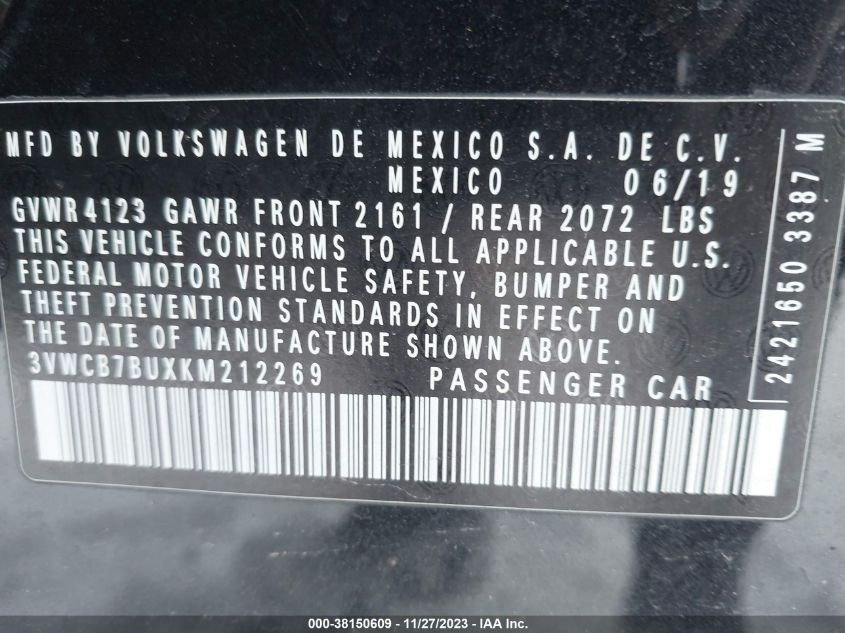 MFD BY VOLKSWAGEN DE MEXICO S.A. DE C.V.
MEXICO 06/19
GVWR4123 GAWR FRONT 2161 / REAR 2072 LBS
THIS VEHICLE CONFORMS TO ALL APPLICABLE U.S.
FEDERAL MOTOR VEHICLE SAFETY, BUMPER AND
THEFT PREVENTION STANDARDS IN EFFECT ON
THE DATE OF MANUFACTURE SHOWN ABOVE.
3VWCB7BUXKM212269 PASSENGER CAR
2421650 3387 M
000-38150609 - 11/27/2023 - IAA Inc.